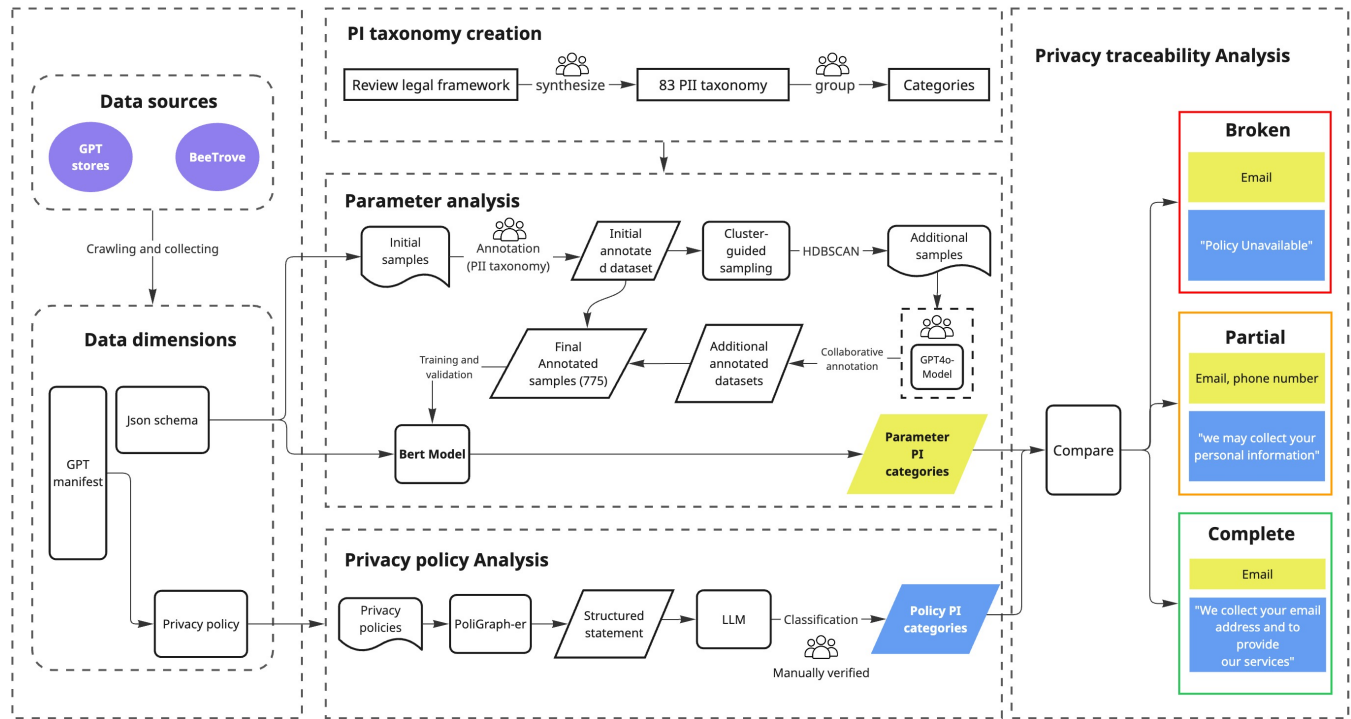 Data sources
GPT
stores
BeeTrove
Crawling and collecting
Data dimensions
GPT
manifest
Json schema
Privacy policy
PI taxonomy creation
Review legal framework
synthesize
83 PII taxonomy
group
Categories
Parameter analysis
Initial
samples
Annotation
(PII taxonomy)
Initial
annotate
d dataset
Cluster-
guided
sampling
HDBSCAN
Additional
samples
GPT4o-
Model
Collaborative
annotation
Additional
annotated
datasets
Final
Annotated
samples (775)
Training and
validation
Bert Model
Parameter
PI
categories
Privacy policy Analysis
Privacy
policies
PoliGraph-er
Structured
statement
LLM
Classification
Manually verified
Policy PI
categories
Privacy traceability Analysis
Compare
Broken
Email
"Policy Unavailable"
Partial
Email, phone number
"we may collect your
personal information"
Complete
Email
"We collect your email
address and to
provide
our services"